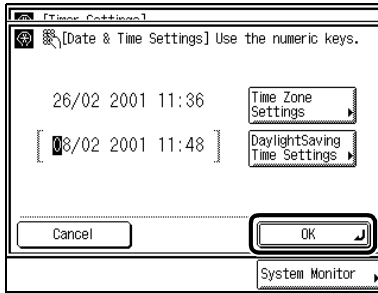 [Timer Settings]
[Date & Time Settings] Use the numeric keys.
26/02 2001 11:36
Time Zone
Settings
[ 08/02 2001 11:48 ]
DaylightSaving
Time Settings
Cancel
OK
System Monitor